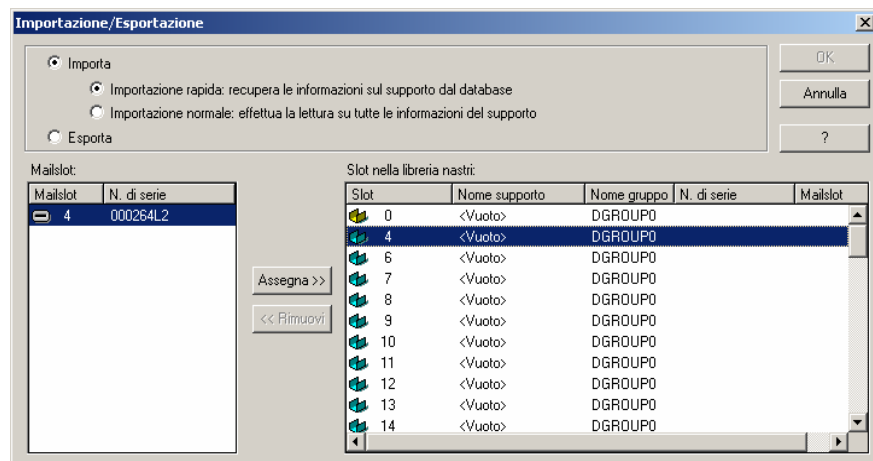 Importazione/Esportazione
Importa
Importazione rapida: recupera le informazioni sul supporto dal database
Importazione normale: effettua la lettura su tutte le informazioni del supporto
Esporta
OK
Annulla
?
Mailslot:
Mailslot N. di serie
4 000264L2
Assegna >>
<< Rimuovi
Slot nella libreria nastri:
Slot Nome supporto Nome gruppo N. di serie Mailslot
0 <Vuoto> DGROUP0
4 <Vuoto> DGROUP0
6 <Vuoto> DGROUP0
7 <Vuoto> DGROUP0
8 <Vuoto> DGROUP0
9 <Vuoto> DGROUP0
10 <Vuoto> DGROUP0
11 <Vuoto> DGROUP0
12 <Vuoto> DGROUP0
13 <Vuoto> DGROUP0
14 <Vuoto> DGROUP0